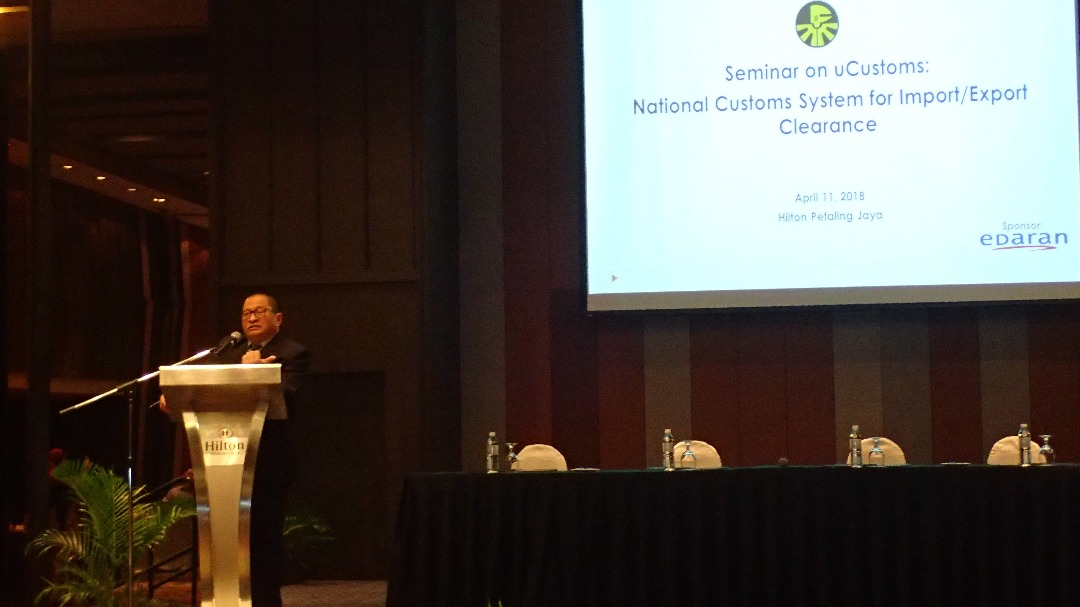 Seminar on uCustoms:
National Customs System for Import/Export
Clearance
April 11, 2018
Hilton Petaling Jaya
Sponsor:
eDaran
Hilton